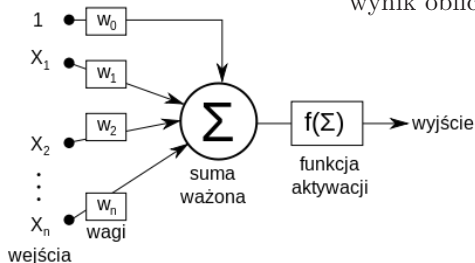 wynik oblic
1 w0
X1 w1
X2 w2
Xn wn
wejścia
wagi
Σ
suma
ważona
f(Σ)
funkcja
aktywacji
wyjście